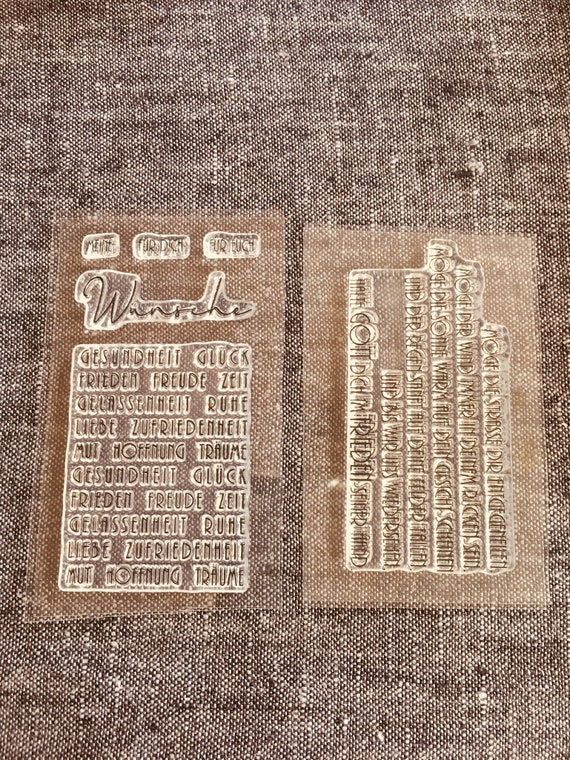 MEINE FÜR DICH FÜR EUCH
Wünsche
GESUNDHEIT GLÜCK
FRIEDEN FREUDE ZEIT
GELASSENHEIT RUHE
LIEBE ZUFRIEDENHEIT
MUT HOFFNUNG TRÄUME
GESUNDHEIT GLÜCK
FRIEDEN FREUDE ZEIT
GELASSENHEIT RUHE
LIEBE ZUFRIEDENHEIT
MUT HOFFNUNG TRÄUME
MÖGE DIE STRASSE DIR ENTGEGENEILEN
MÖGE DER WIND IMMER IN DEINEM RÜCKEN SEIN
MÖGE DIE SONNE WARM AUF DEIN GESICHT SCHEINEN
UND DER REGEN SANFT AUF DEINE FELDER FALLEN
UND BIS WIR UNS WIEDERSEHEN
HALTE GOTT DICH IM FRIEDEN SEINER HAND